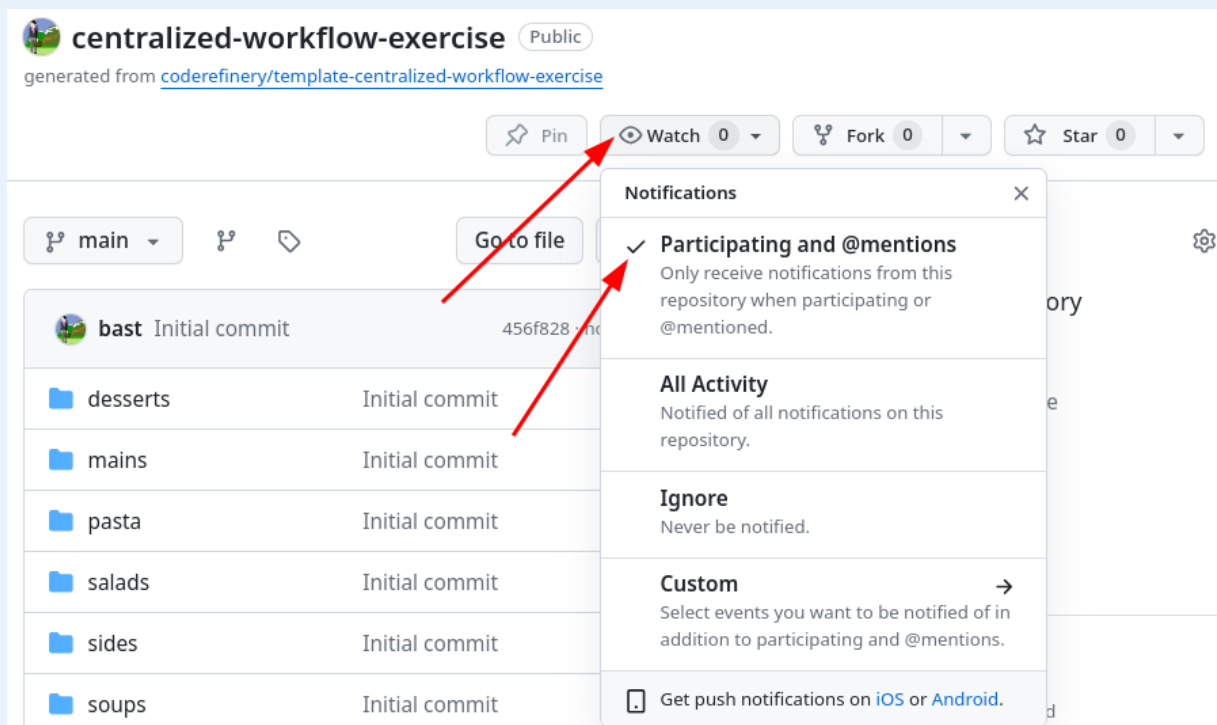 centralized-workflow-exercise Public
generated from coderefinery/template-centralized-workflow-exercise
Pin Watch 0 Fork 0 Star 0
Notifications
main Go to file
Participating and @mentions
Only receive notifications from this
repository when participating or
@mentioned.
ory
bast Initial commit 456f828 ·
All Activity
Notified of all notifications on this
repository.
e
desserts Initial commit
mains Initial commit
pasta Initial commit
Ignore
Never be notified.
salads Initial commit
Custom
Select events you want to be notified of in
addition to participating and @mentions.
sides Initial commit
soups Initial commit
Get push notifications on iOS or Android.
d